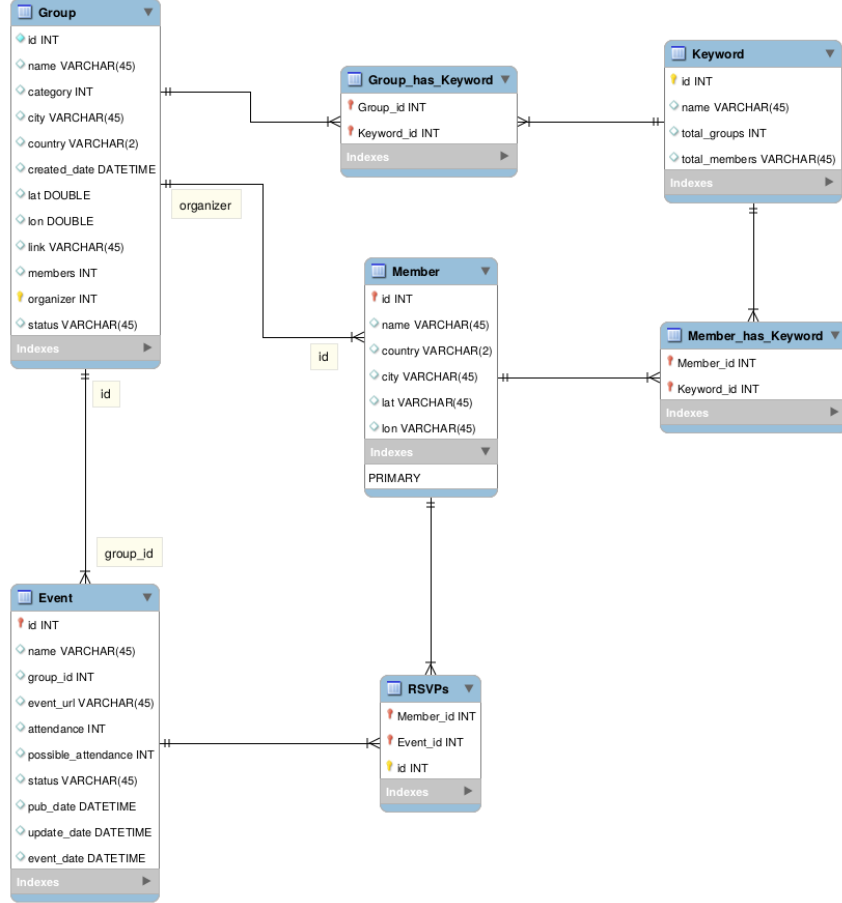 Group
id INT
name VARCHAR(45)
category INT
city VARCHAR(45)
country VARCHAR(2)
created_date DATETIME
lat DOUBLE
lon DOUBLE
link VARCHAR(45)
members INT
organizer INT
status VARCHAR(45)
Indexes
Group_has_Keyword
Group_id INT
Keyword_id INT
Indexes
Keyword
id INT
name VARCHAR(45)
total_groups INT
total_members VARCHAR(45)
Indexes
organizer
id
Member
id INT
name VARCHAR(45)
country VARCHAR(2)
city VARCHAR(45)
lat VARCHAR(45)
lon VARCHAR(45)
Indexes
PRIMARY
Member_has_Keyword
Member_id INT
Keyword_id INT
Indexes
id
group_id
Event
id INT
name VARCHAR(45)
group_id INT
event_url VARCHAR(45)
attendance INT
possible_attendance INT
status VARCHAR(45)
pub_date DATETIME
update_date DATETIME
event_date DATETIME
Indexes
RSVPs
Member_id INT
Event_id INT
id INT
Indexes